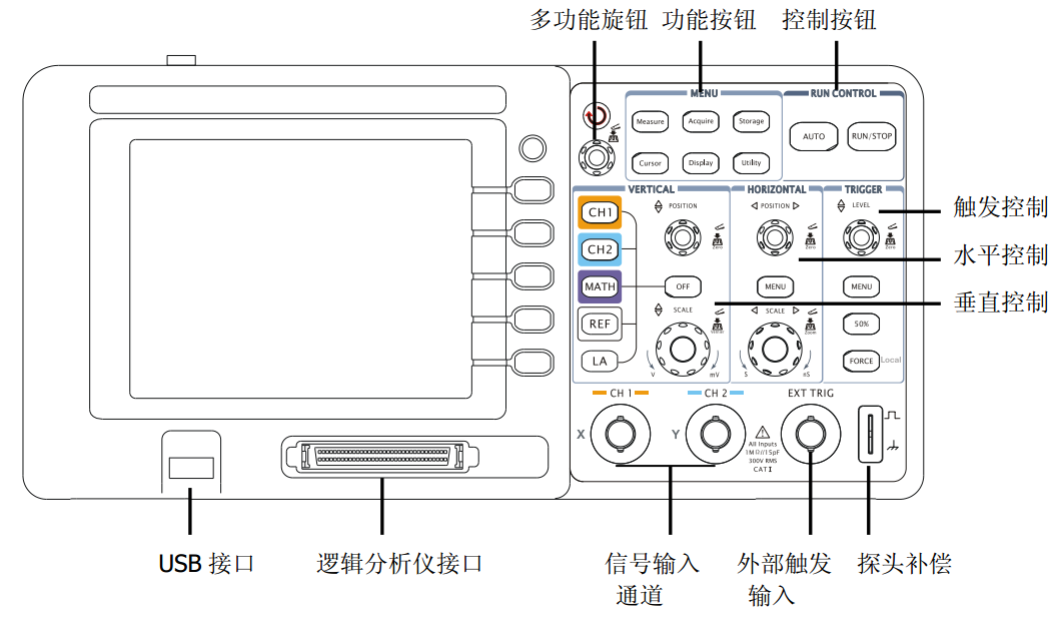 多功能旋钮 功能按钮 控制按钮
MENU RUN CONTROL
Measure Acquire Storage
AUTO RUN/STOP
Cursor Display Utility
VERTICAL HORIZONTAL TRIGGER
CH1 POSITION POSITION LEVEL
触发控制
CH2 Zero Zero Zero
水平控制
MATH OFF MENU MENU
垂直控制
REF SCALE SCALE 50%
Zoom
LA FORCE Local
V mV S nS
CH 1 CH 2 EXT TRIG
X Y
All Inputs
1MΩ//15pF
300V RMS
CAT I
USB 接口 逻辑分析仪接口 信号输入 外部触发 探头补偿
通道 输入